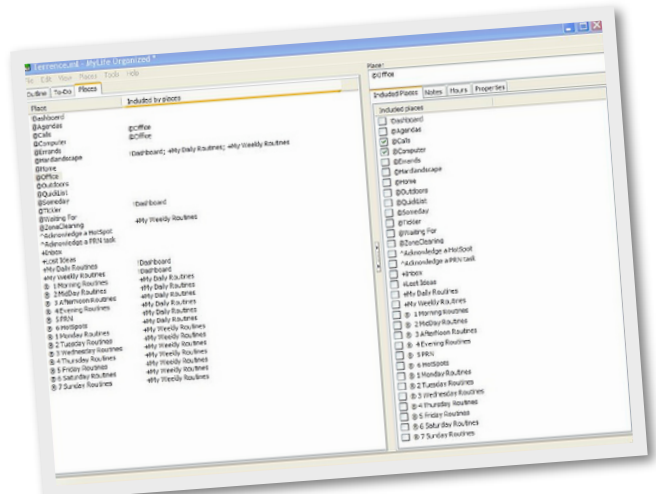 Terrence.ml - MyLife Organized *
File Edit View Places Tools Help
Outline To-Do Places
Place Included by places
!Dashboard
@Agendas
@Calls @Office
@Computer @Office
@Errands
@Hardlandscape !Dashboard; +My Daily Routines; +My Weekly Routines
@Home
@Office
@Outdoors
@QuickList
@Someday
@Tickler !Dashboard
@Waiting For
@ZoneClearing +My Weekly Routines
^Acknowledge a HotSpot
^Acknowledge a PRN task
+Inbox
+Lost Ideas
+My Daily Routines !Dashboard
+My Weekly Routines !Dashboard
® 1 Morning Routines +My Daily Routines
® 2 MidDay Routines +My Daily Routines
® 3 Afternoon Routines +My Daily Routines
® 4 Evening Routines +My Daily Routines
® 5 PRN +My Daily Routines
® 6 HotSpots +My Daily Routines
® 1 Monday Routines +My Weekly Routines
® 2 Tuesday Routines +My Weekly Routines
® 3 Wednesday Routines +My Weekly Routines
® 4 Thursday Routines +My Weekly Routines
® 5 Friday Routines +My Weekly Routines
® 6 Saturday Routines +My Weekly Routines
® 7 Sunday Routines +My Weekly Routines
Place:
@Office
Included Places Notes Hours Properties
Included places
!Dashboard
@Agendas
@Calls
@Computer
@Errands
@Hardlandscape
@Home
@Outdoors
@QuickList
@Someday
@Tickler
@Waiting For
@ZoneClearing
^Acknowledge a HotSpot
^Acknowledge a PRN task
+Inbox
+Lost Ideas
+My Daily Routines
+My Weekly Routines
® 1 Morning Routines
® 2 MidDay Routines
® 3 Afternoon Routines
® 4 Evening Routines
® 5 PRN
® 6 HotSpots
® 1 Monday Routines
® 2 Tuesday Routines
® 3 Wednesday Routines
® 4 Thursday Routines
® 5 Friday Routines
® 6 Saturday Routines
® 7 Sunday Routines